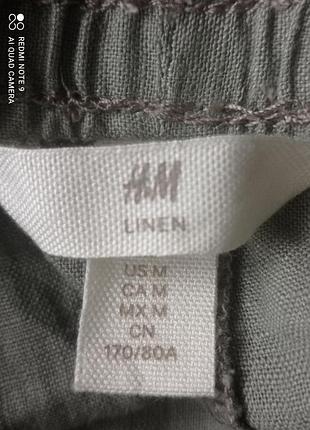 REDMI NOTE 9
AI QUAD CAMERA
H&M
LINEN
US M
CA M
MX M
CN
170/80A